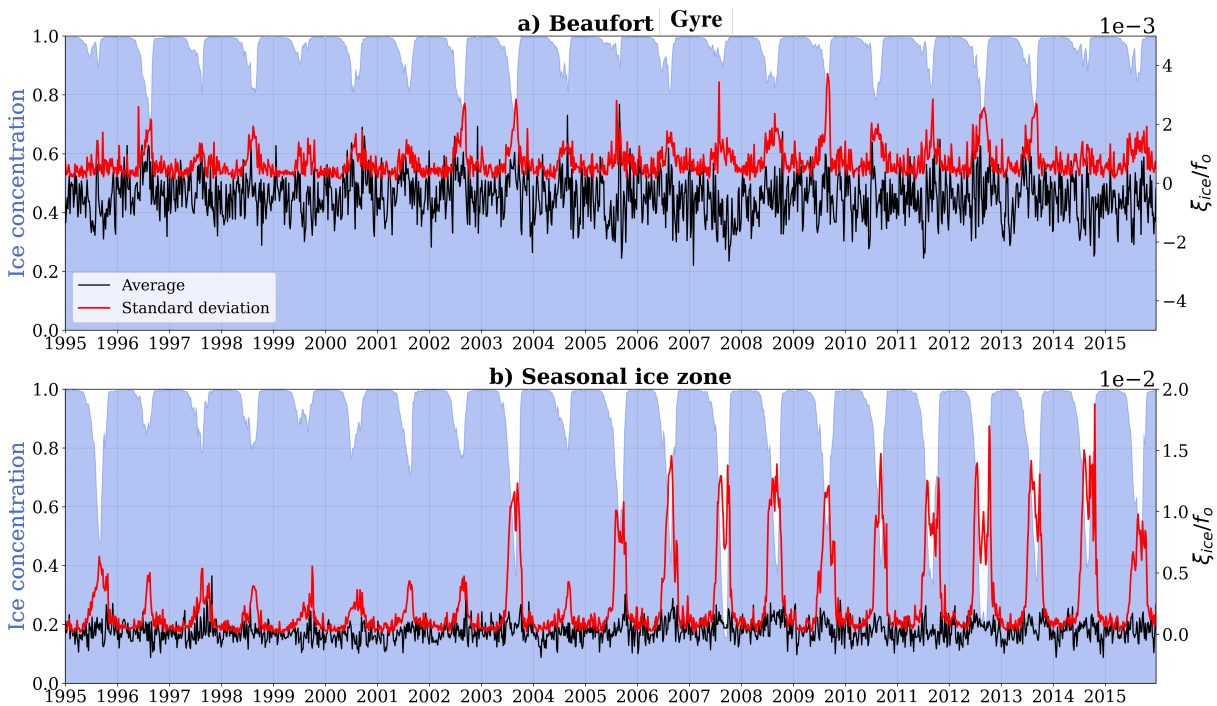 a) Beaufort Gyre
1e−3
1.0
0.8
0.6
0.4
0.2
0.0
Ice concentration
4
2
0
−2
−4
ξice/fo
Average
Standard deviation
1995 1996 1997 1998 1999 2000 2001 2002 2003 2004 2005 2006 2007 2008 2009 2010 2011 2012 2013 2014 2015
b) Seasonal ice zone
1e−2
1.0
0.8
0.6
0.4
0.2
0.0
Ice concentration
2.0
1.5
1.0
0.5
0.0
ξice/fo
1995 1996 1997 1998 1999 2000 2001 2002 2003 2004 2005 2006 2007 2008 2009 2010 2011 2012 2013 2014 2015